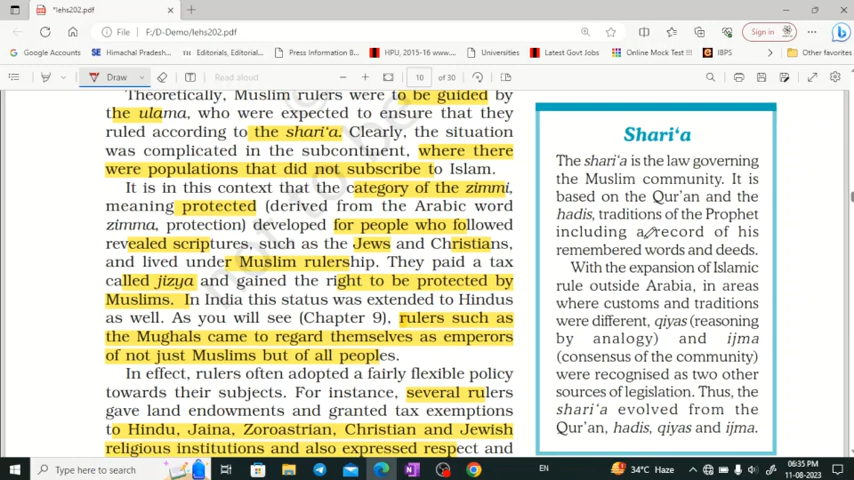 *lehs202.pdf
File
F:/D-Demo/lehs202.pdf
Sign in
Google Accounts
Himachal Pradesh...
Editorials, Editorial...
Press Information B...
HPU, 2015-16 www.t...
Universities
Latest Govt Jobs
Online Mock Tests |...
IBPS
Other favorites
Draw
Read aloud
10 of 30
Theoretically, Muslim rulers were to be guided by
the ulama, who were expected to ensure that they
ruled according to the shari‘a. Clearly, the situation
was complicated in the subcontinent, where there
were populations that did not subscribe to Islam.
It is in this context that the category of the zimmi,
meaning protected (derived from the Arabic word
zimma, protection) developed for people who followed
revealed scriptures, such as the Jews and Christians,
and lived under Muslim rulership. They paid a tax
called jizya and gained the right to be protected by
Muslims. In India this status was extended to Hindus
as well. As you will see (Chapter 9), rulers such as
the Mughals came to regard themselves as emperors
of not just Muslims but of all peoples.
In effect, rulers often adopted a fairly flexible policy
towards their subjects. For instance, several rulers
gave land endowments and granted tax exemptions
to Hindu, Jaina, Zoroastrian, Christian and Jewish
religious institutions and also expressed respect and
Shari‘a
The shari‘a is the law governing
the Muslim community. It is
based on the Qur’an and the
hadis, traditions of the Prophet
including a record of his
remembered words and deeds.
With the expansion of Islamic
rule outside Arabia, in areas
where customs and traditions
were different, qiyas (reasoning
by analogy) and ijma
(consensus of the community)
were recognised as two other
sources of legislation. Thus, the
shari‘a evolved from the
Qur’an, hadis, qiyas and ijma.
not to be
Type here to search
EN
34°C Haze
06:35 PM
11-08-2023